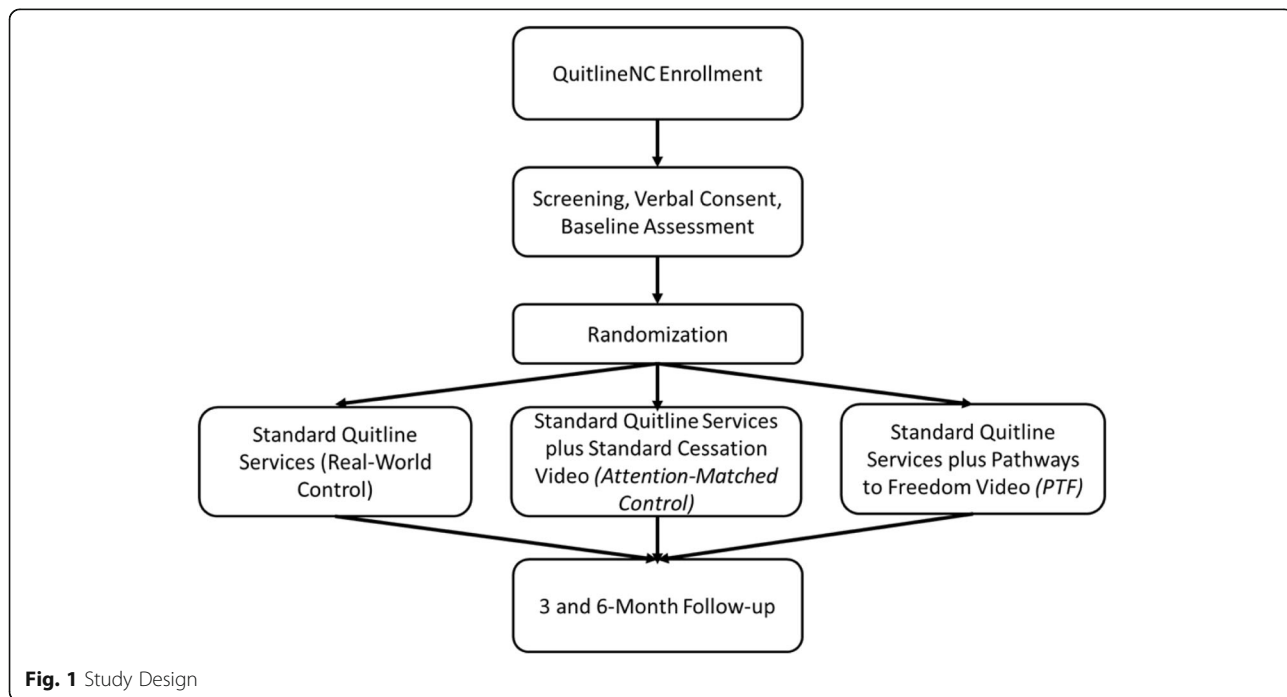 QuitlineNC Enrollment
Screening, Verbal Consent,
Baseline Assessment
Randomization
Standard Quitline
Services (Real-World
Control)
Standard Quitline Services
plus Standard Cessation
Video (Attention-Matched
Control)
Standard Quitline
Services plus Pathways
to Freedom Video (PTF)
3 and 6-Month Follow-up
Fig. 1 Study Design